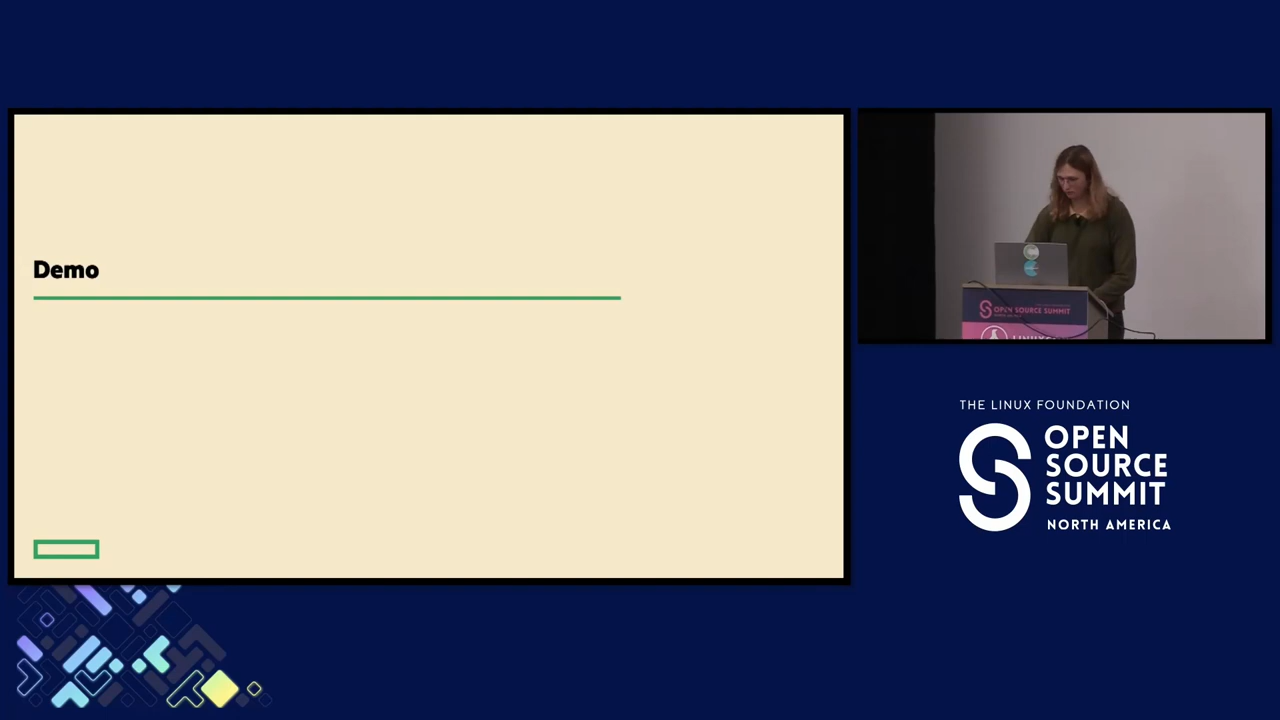 Demo
OPEN SOURCE SUMMIT
THE LINUX FOUNDATION
OPEN
SOURCE
SUMMIT
NORTH AMERICA